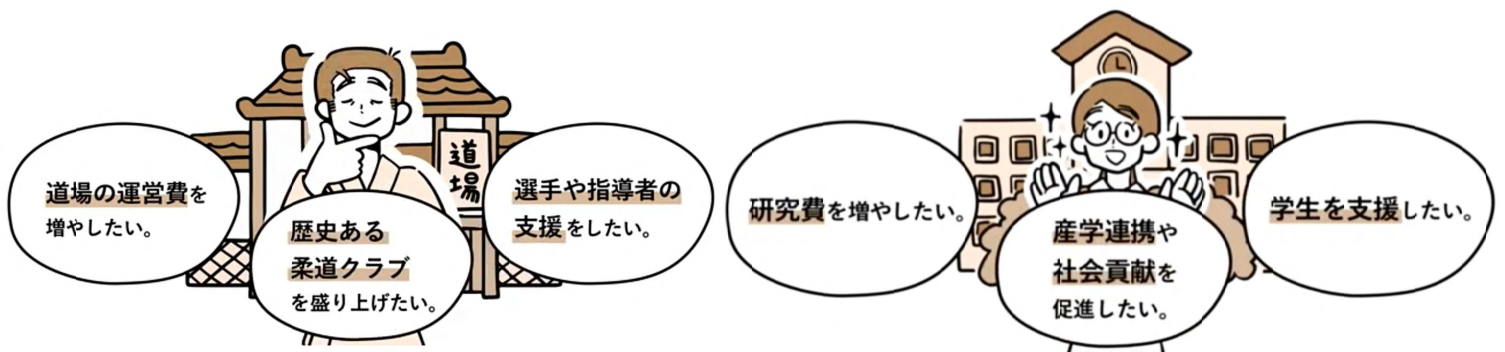 道場
道場の運営費を
増やしたい。
歴史ある
柔道クラブ
を盛り上げたい。
選手や指導者の
支援をしたい。
研究費を増やしたい。
産学連携や
社会貢献を
促進したい。
学生を支援したい。